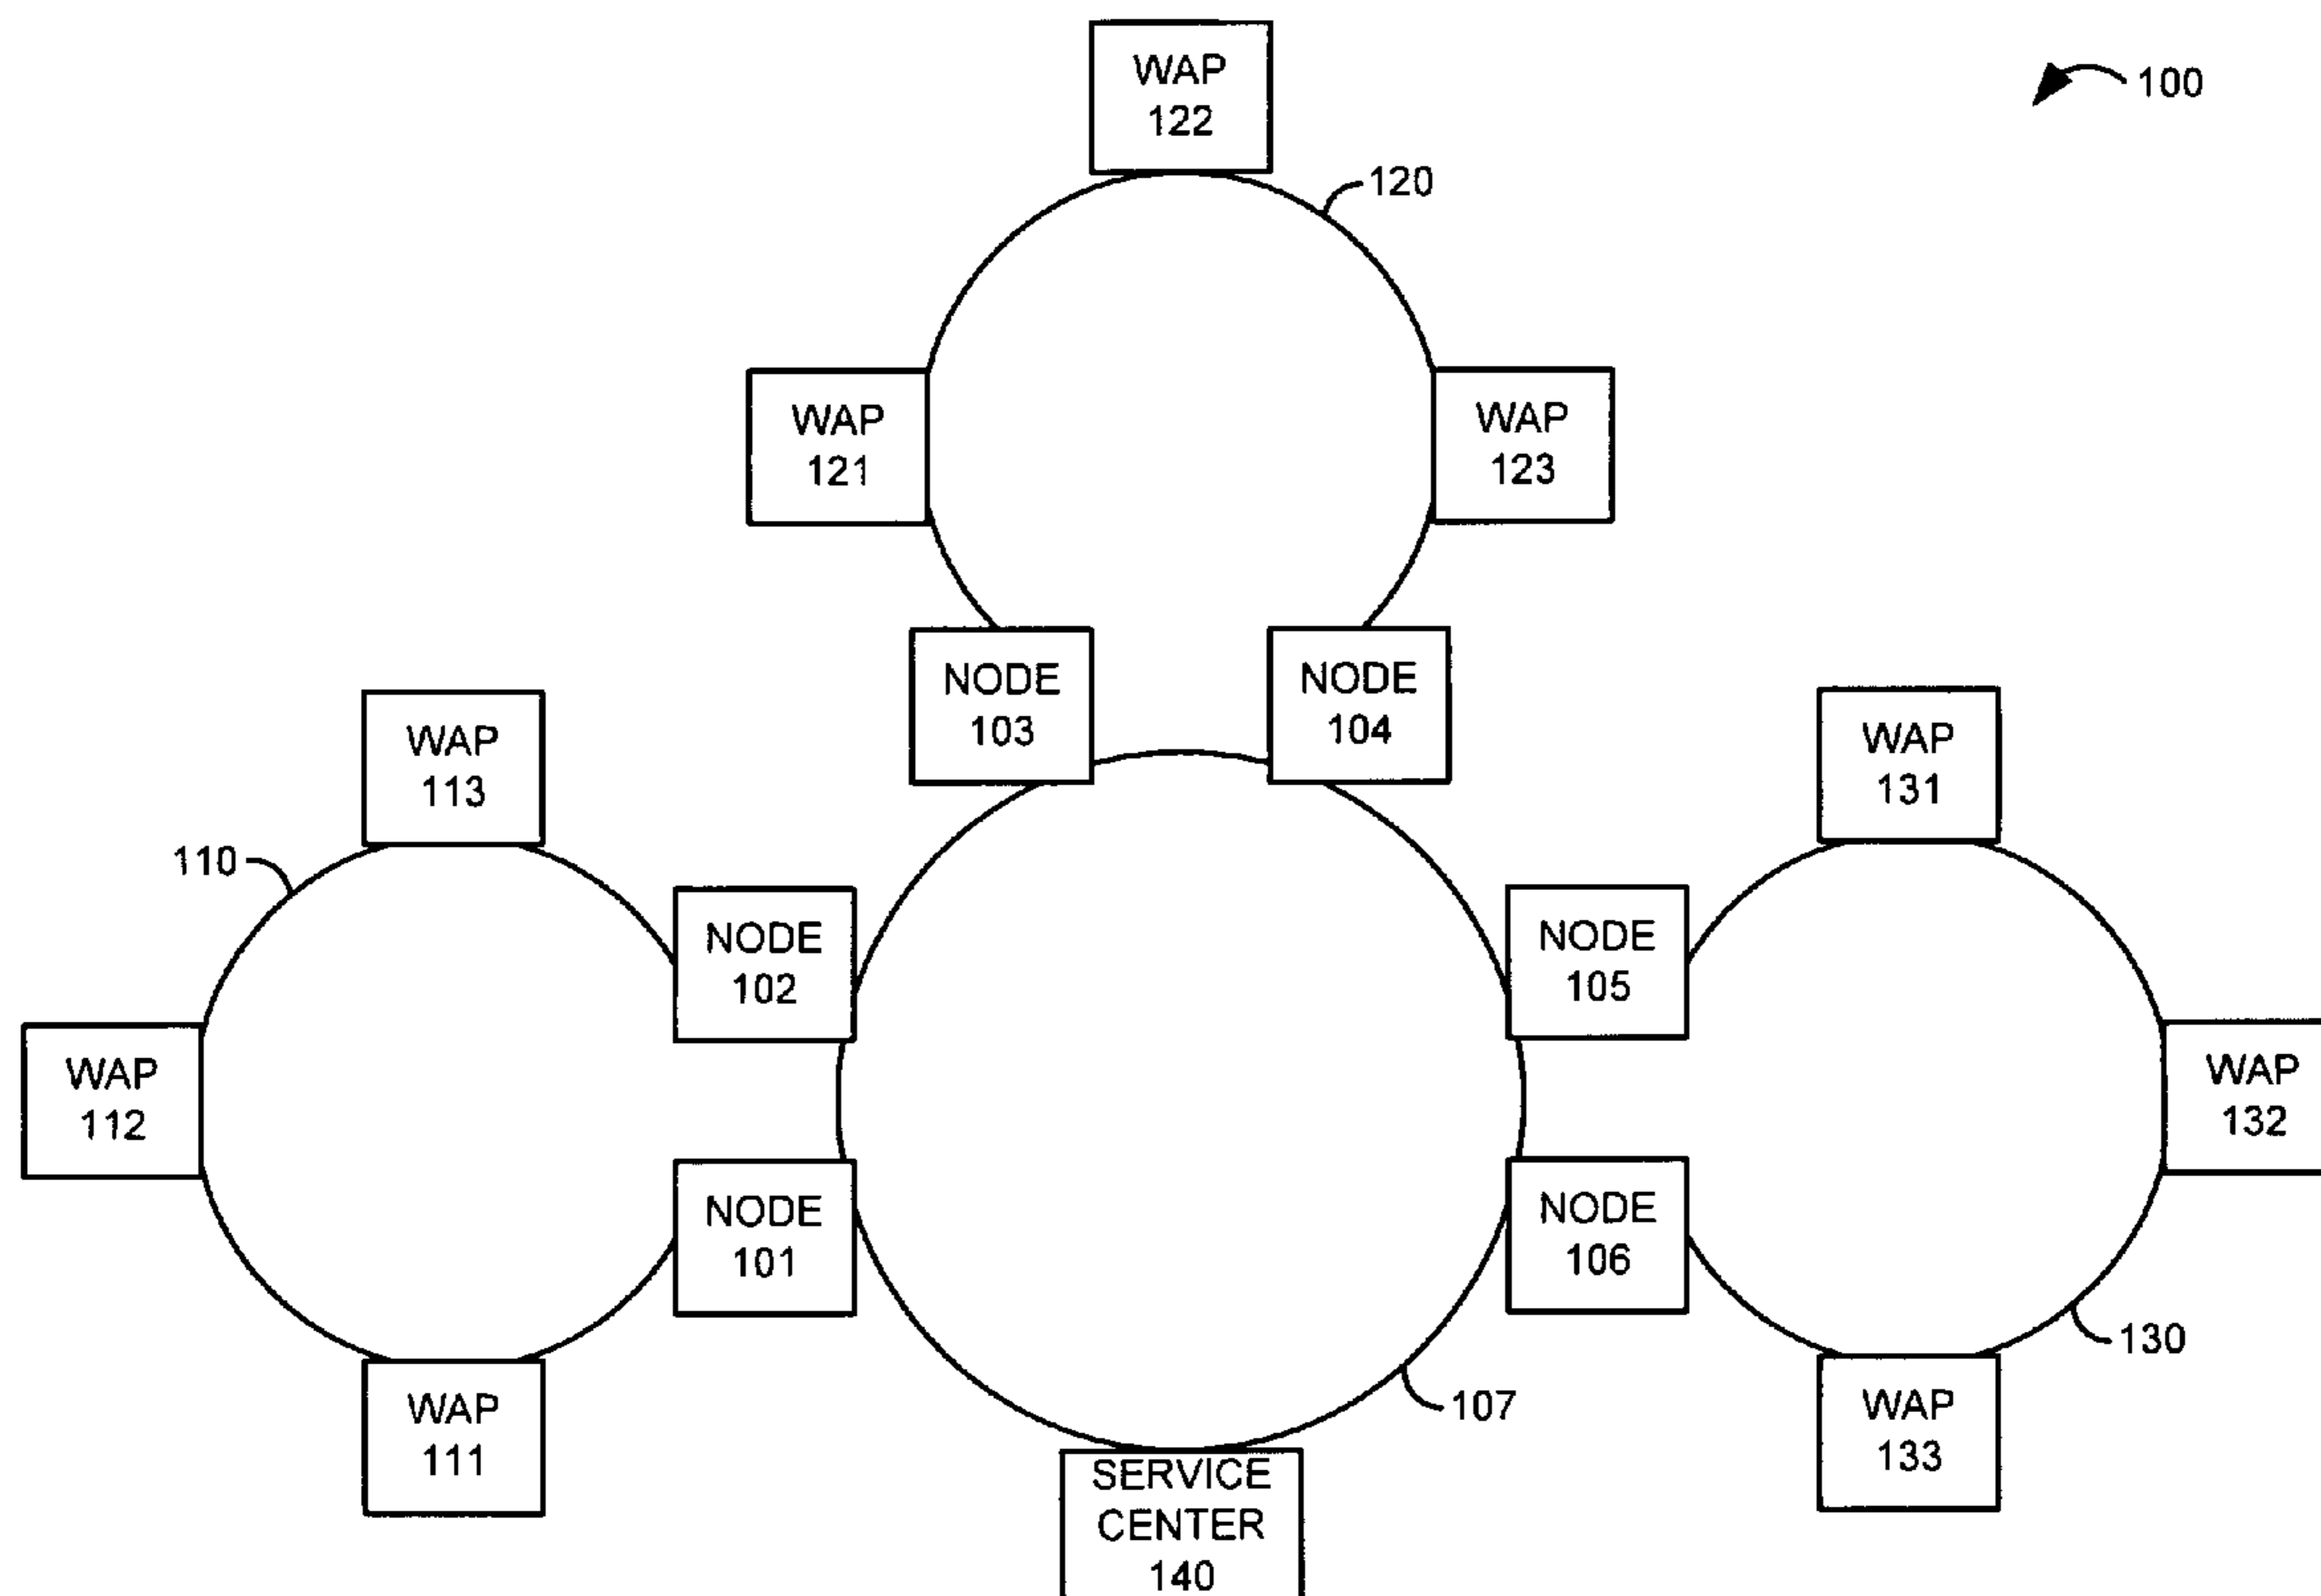 WAP
122
100
120
WAP
121
WAP
123
NODE
103
NODE
104
WAP
113
WAP
131
110
NODE
102
NODE
105
WAP
112
WAP
132
NODE
101
NODE
106
130
WAP
111
107
WAP
133
SERVICE
CENTER
140